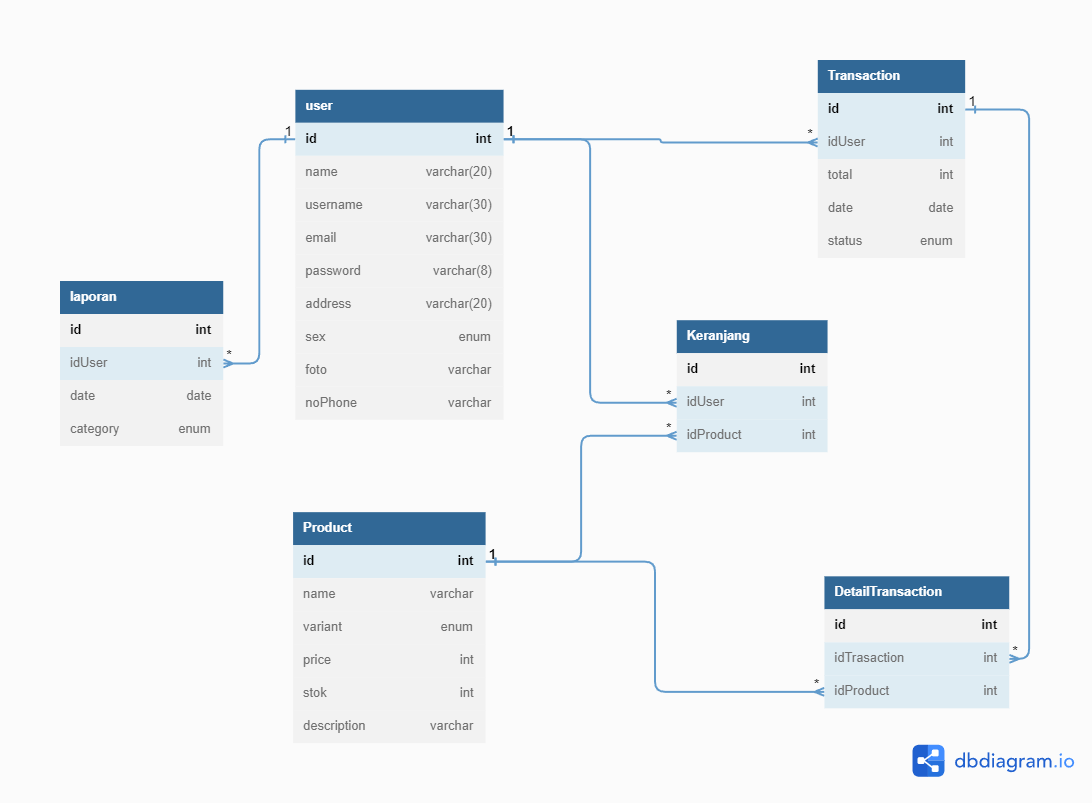 user
id int
name varchar(20)
username varchar(30)
email varchar(30)
password varchar(8)
address varchar(20)
sex enum
foto varchar
noPhone varchar
1
1
Transaction
id int
idUser int
total int
date date
status enum
1
*
laporan
id int
idUser int
date date
category enum
*
Keranjang
id int
idUser int
idProduct int
*
*
Product
id int
name varchar
variant enum
price int
stok int
description varchar
1
DetailTransaction
id int
idTrasaction int
idProduct int
*
*
dbdiagram.io